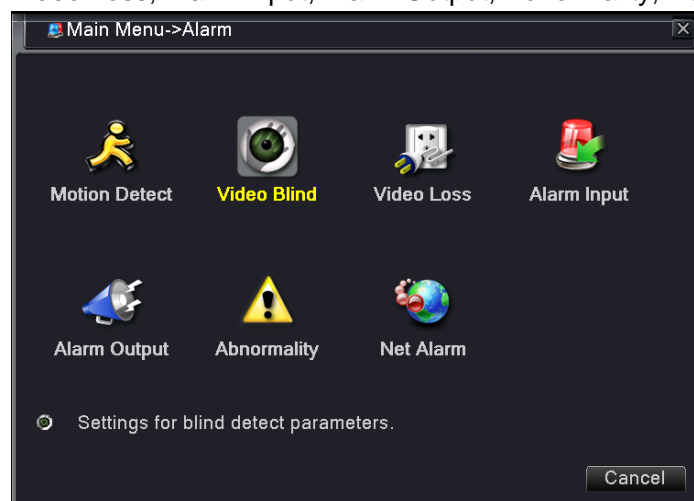 Main Menu->Alarm
Motion Detect Video Blind Video Loss Alarm Input
Alarm Output Abnormality Net Alarm
Settings for blind detect parameters.
Cancel